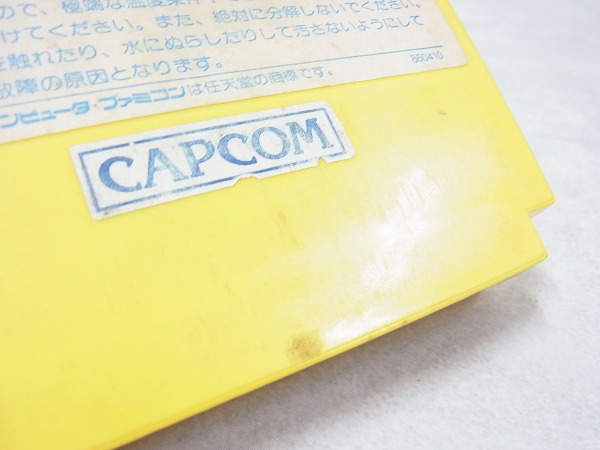 ので、極端な温度条件下
けてください。また、絶対に分解しないでください。
触れたり、水にぬらしたりして汚さないようにして
故障の原因となります。
860410
ンピュータ・ファミコンは任天堂の商標です。
CAPCOM